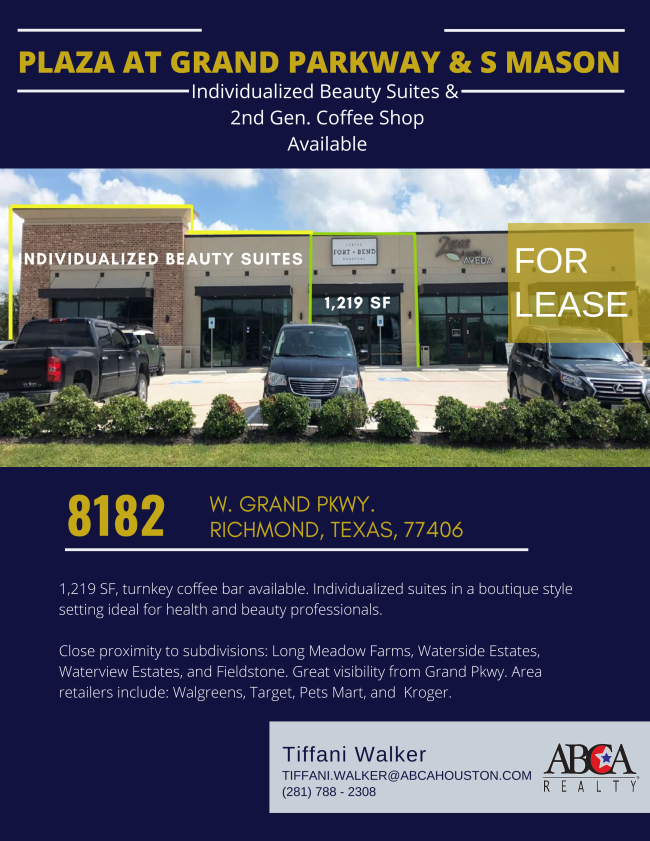 PLAZA AT GRAND PARKWAY & S MASON
Individualized Beauty Suites &
2nd Gen. Coffee Shop
Available
INDIVIDUALIZED BEAUTY SUITES
FORT BEND
1,219 SF
AVEDA
FOR
LEASE
8182
W. GRAND PKWY.
RICHMOND, TEXAS, 77406
1,219 SF, turnkey coffee bar available. Individualized suites in a boutique style
setting ideal for health and beauty professionals.
Close proximity to subdivisions: Long Meadow Farms, Waterside Estates,
Waterview Estates, and Fieldstone. Great visibility from Grand Pkwy. Area
retailers include: Walgreens, Target, Pets Mart, and  Kroger.
Tiffani Walker
TIFFANI.WALKER@ABCAHOUSTON.COM
(281) 788 - 2308
ABCA
REALTY